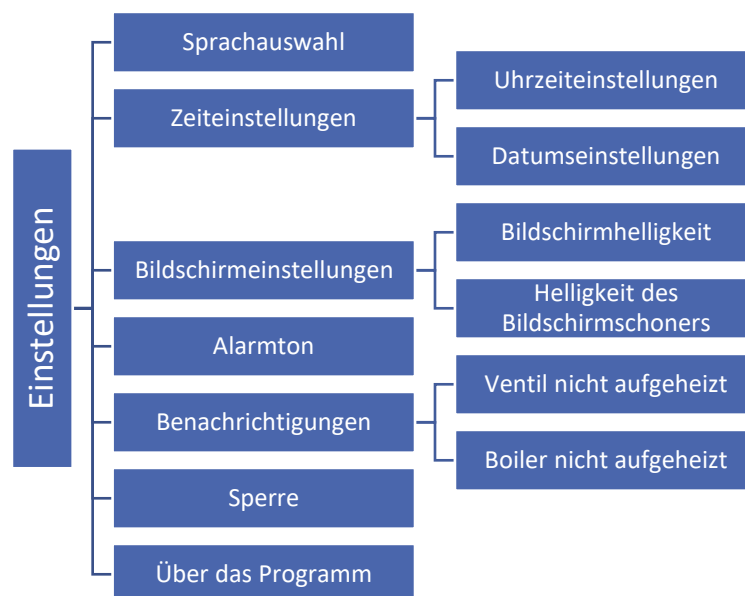 Einstellungen
Sprachauswahl
Zeiteinstellungen
Uhrzeiteinstellungen
Datumseinstellungen
Bildschirmeinstellungen
Bildschirmhelligkeit
Helligkeit des
Bildschirmschoners
Alarmton
Benachrichtigungen
Ventil nicht aufgeheizt
Boiler nicht aufgeheizt
Sperre
Über das Programm